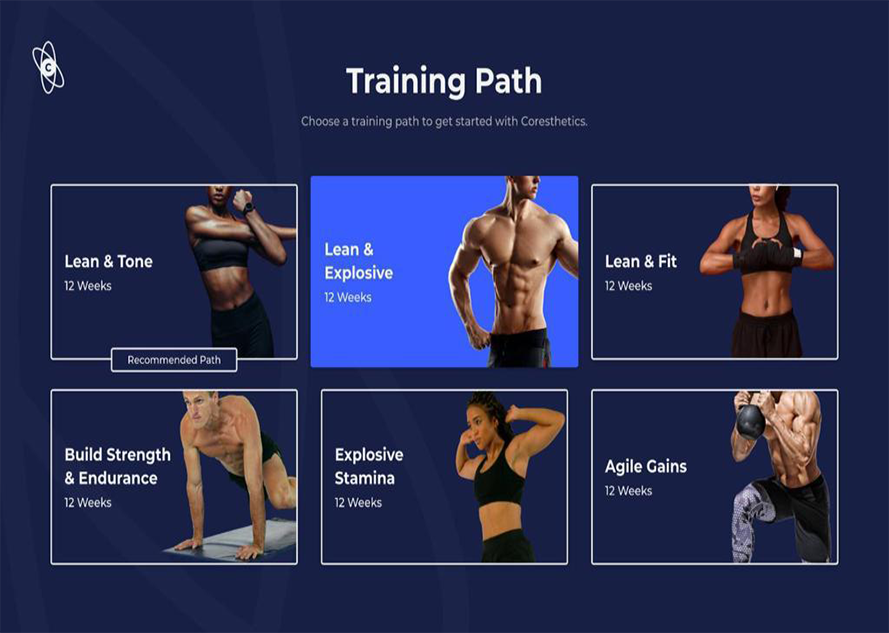 C
Training Path
Choose a training path to get started with Coresthetics.
Lean & Tone
12 Weeks
Recommended Path
Lean &
Explosive
12 Weeks
Lean & Fit
12 Weeks
Build Strength
& Endurance
12 Weeks
Explosive
Stamina
12 Weeks
Agile Gains
12 Weeks